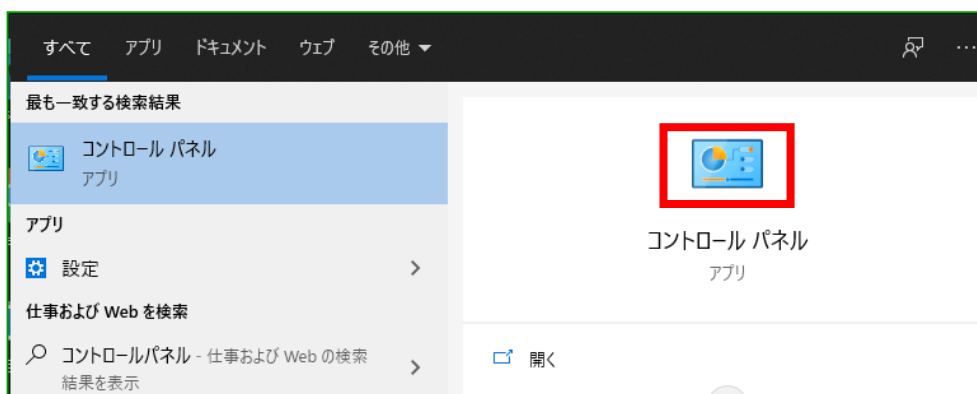 すべて アプリ ドキュメント ウェブ その他
最も一致する検索結果
コントロール パネル
アプリ
アプリ
設定
仕事および Web を検索
コントロールパネル - 仕事および Web の検索
結果を表示
コントロール パネル
アプリ
開く